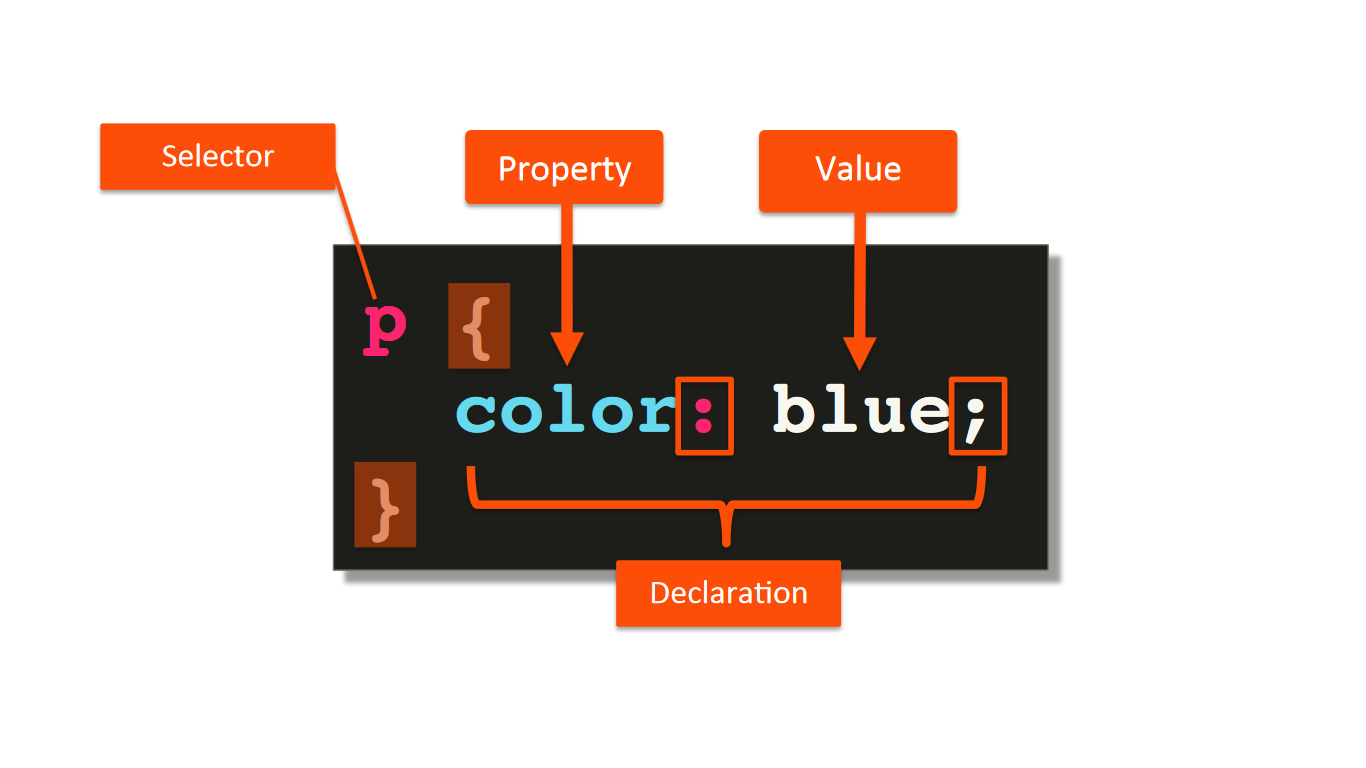 Selector
Property
Value
p {
color: blue;
}
Declaration